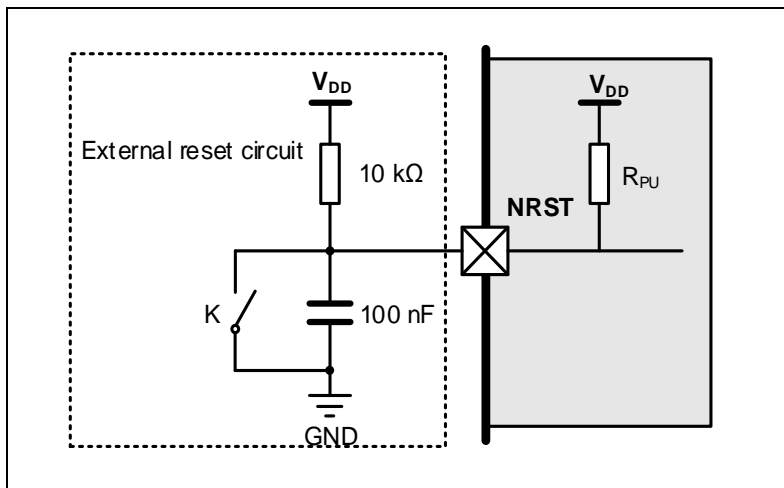 V_DD
V_DD
External reset circuit
10 kΩ
R_PU
NRST
K
100 nF
GND